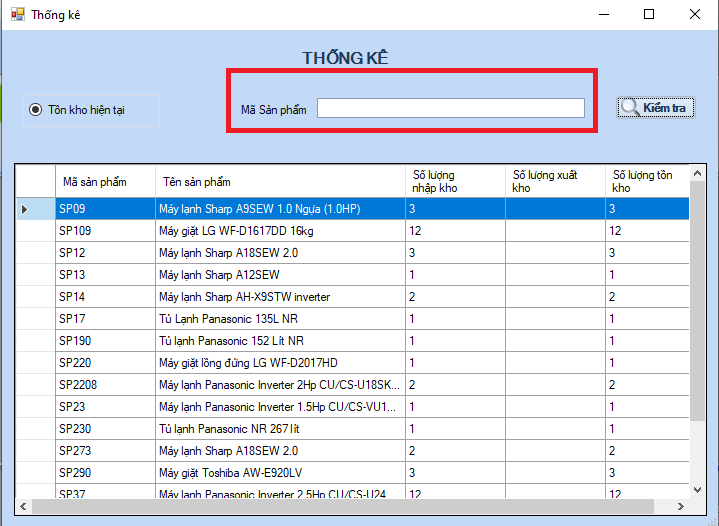 Thống kê
THỐNG KÊ
Tồn kho hiện tại
Mã Sản phẩm
Kiểm tra
Mã sản phẩm Tên sản phẩm Số lượng nhập kho Số lượng xuất kho Số lượng tồn kho
SP09 Máy lạnh Sharp A9SEW 1.0 Ngựa (1.0HP) 3 3
SP109 Máy giặt LG WF-D1617DD 16kg 12 12
SP12 Máy lạnh Sharp A18SEW 2.0 3 3
SP13 Máy lạnh Sharp A12SEW 1 1
SP14 Máy lạnh Sharp AH-X9STW inverter 2 2
SP17 Tủ Lạnh Panasonic 135L NR 1 1
SP190 Tủ lạnh Panasonic 152 Lít NR 1 1
SP220 Máy giặt lồng đứng LG WF-D2017HD 1 1
SP2208 Máy lạnh Panasonic Inverter 2Hp CU/CS-U18SK... 2 2
SP23 Máy lạnh Panasonic Inverter 1.5Hp CU/CS-VU1... 1 1
SP230 Tủ lạnh Panasonic NR 267 lít 1 1
SP273 Máy lạnh Sharp A18SEW 2.0 2 2
SP290 Máy giặt Toshiba AW-E920LV 3 3
SP37 Máy lạnh Panasonic Inverter 2.5Hp CU/CS-U24 12 12